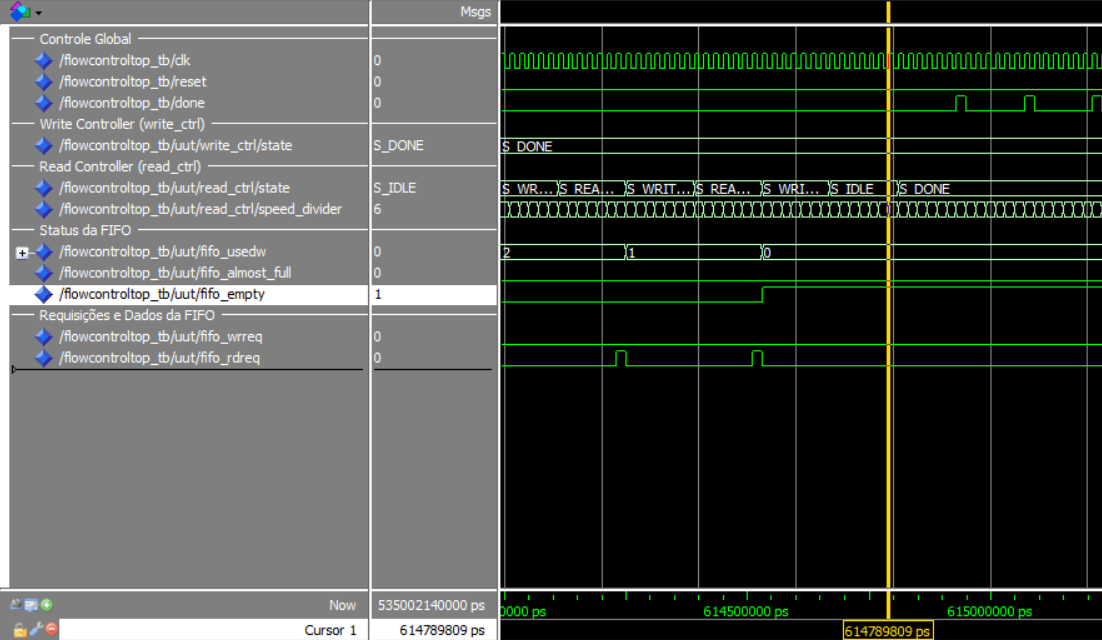 Msgs
Controle Global
/flowcontroltop_tb/clk 0
/flowcontroltop_tb/reset 0
/flowcontroltop_tb/done 0
Write Controller (write_ctrl)
/flowcontroltop_tb/uut/write_ctrl/state S_DONE S_DONE
Read Controller (read_ctrl)
/flowcontroltop_tb/uut/read_ctrl/state S_IDLE S_WR... S_REA... S_WRIT... S_REA... S_WRI... S_IDLE S_DONE
/flowcontroltop_tb/uut/read_ctrl/speed_divider 6
Status da FIFO
/flowcontroltop_tb/uut/fifo_usedw 0 2 1 0
/flowcontroltop_tb/uut/fifo_almost_full 0
/flowcontroltop_tb/uut/fifo_empty 1
Requisições e Dados da FIFO
/flowcontroltop_tb/uut/fifo_wrreq 0
/flowcontroltop_tb/uut/fifo_rdreq 0
Now 535002140000 ps 0000 ps 614500000 ps 615000000 ps
Cursor 1 614789809 ps 614789809 ps